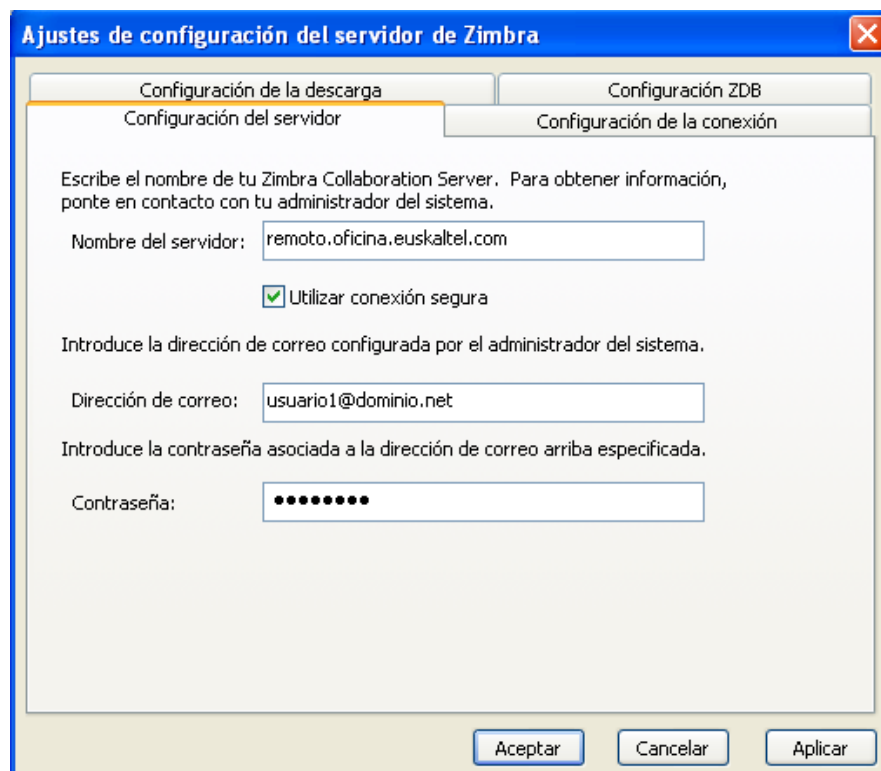 Ajustes de configuración del servidor de Zimbra
Configuración de la descarga
Configuración ZDB
Configuración del servidor
Configuración de la conexión
Escribe el nombre de tu Zimbra Collaboration Server. Para obtener información,
ponte en contacto con tu administrador del sistema.
Nombre del servidor: remoto.oficina.euskaltel.com
Utilizar conexión segura
Introduce la dirección de correo configurada por el administrador del sistema.
Dirección de correo: usuario1@dominio.net
Introduce la contraseña asociada a la dirección de correo arriba especificada.
Contraseña: ●●●●●●●●
Aceptar Cancelar Aplicar